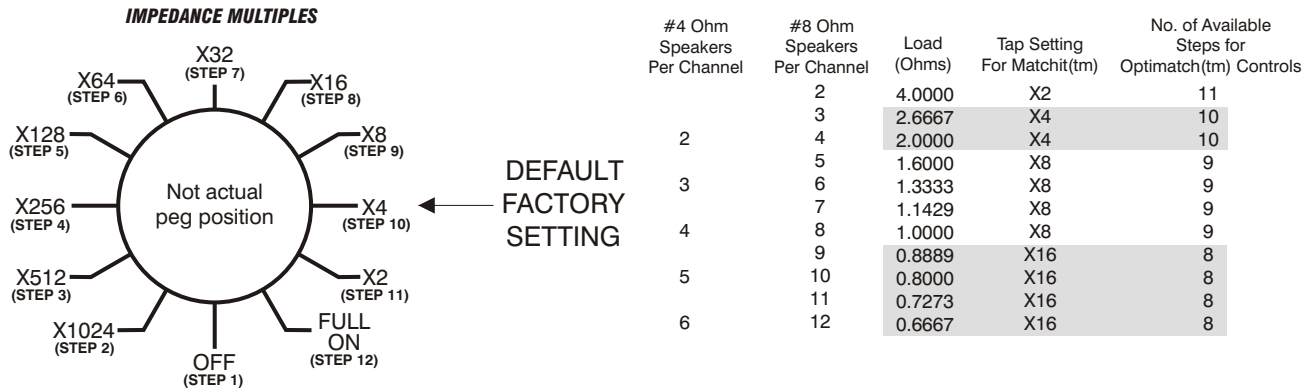 IMPEDANCE MULTIPLES
X32
(STEP 7)
X64
(STEP 6)
X16
(STEP 8)
X128
(STEP 5)
X8
(STEP 9)
X256
(STEP 4)
Not actual
peg position
X4
(STEP 10)
X512
(STEP 3)
X2
(STEP 11)
X1024
(STEP 2)
FULL
ON
(STEP 12)
OFF
(STEP 1)
DEFAULT
FACTORY
SETTING
#4 Ohm
Speakers
Per Channel
#8 Ohm
Speakers
Per Channel
Load
(Ohms)
Tap Setting
For Matchit(tm)
No. of Available
Steps for
Optimatch(tm) Controls
2 4.0000 X2 11
3 2.6667 X4 10
2 4 2.0000 X4 10
5 1.6000 X8 9
3 6 1.3333 X8 9
7 1.1429 X8 9
4 8 1.0000 X8 9
9 0.8889 X16 8
5 10 0.8000 X16 8
11 0.7273 X16 8
6 12 0.6667 X16 8